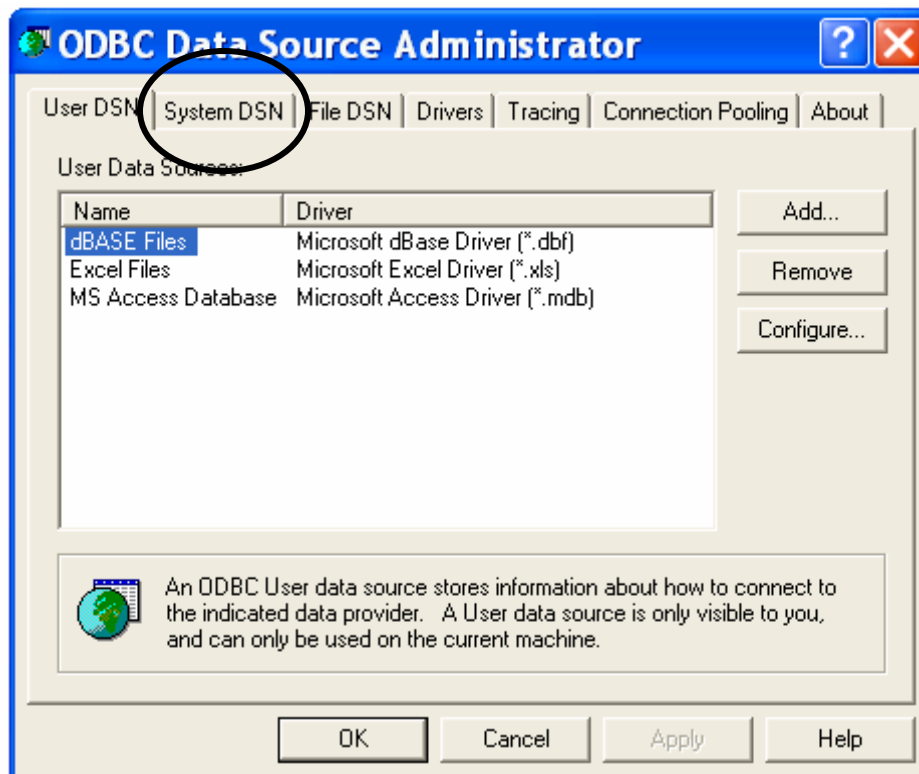 ODBC Data Source Administrator
User DSN System DSN File DSN Drivers Tracing Connection Pooling About
User Data Sources:
Name Driver
dBASE Files Microsoft dBase Driver (*.dbf)
Excel Files Microsoft Excel Driver (*.xls)
MS Access Database Microsoft Access Driver (*.mdb)
Add...
Remove
Configure...
An ODBC User data source stores information about how to connect to
the indicated data provider. A User data source is only visible to you,
and can only be used on the current machine.
OK Cancel Apply Help